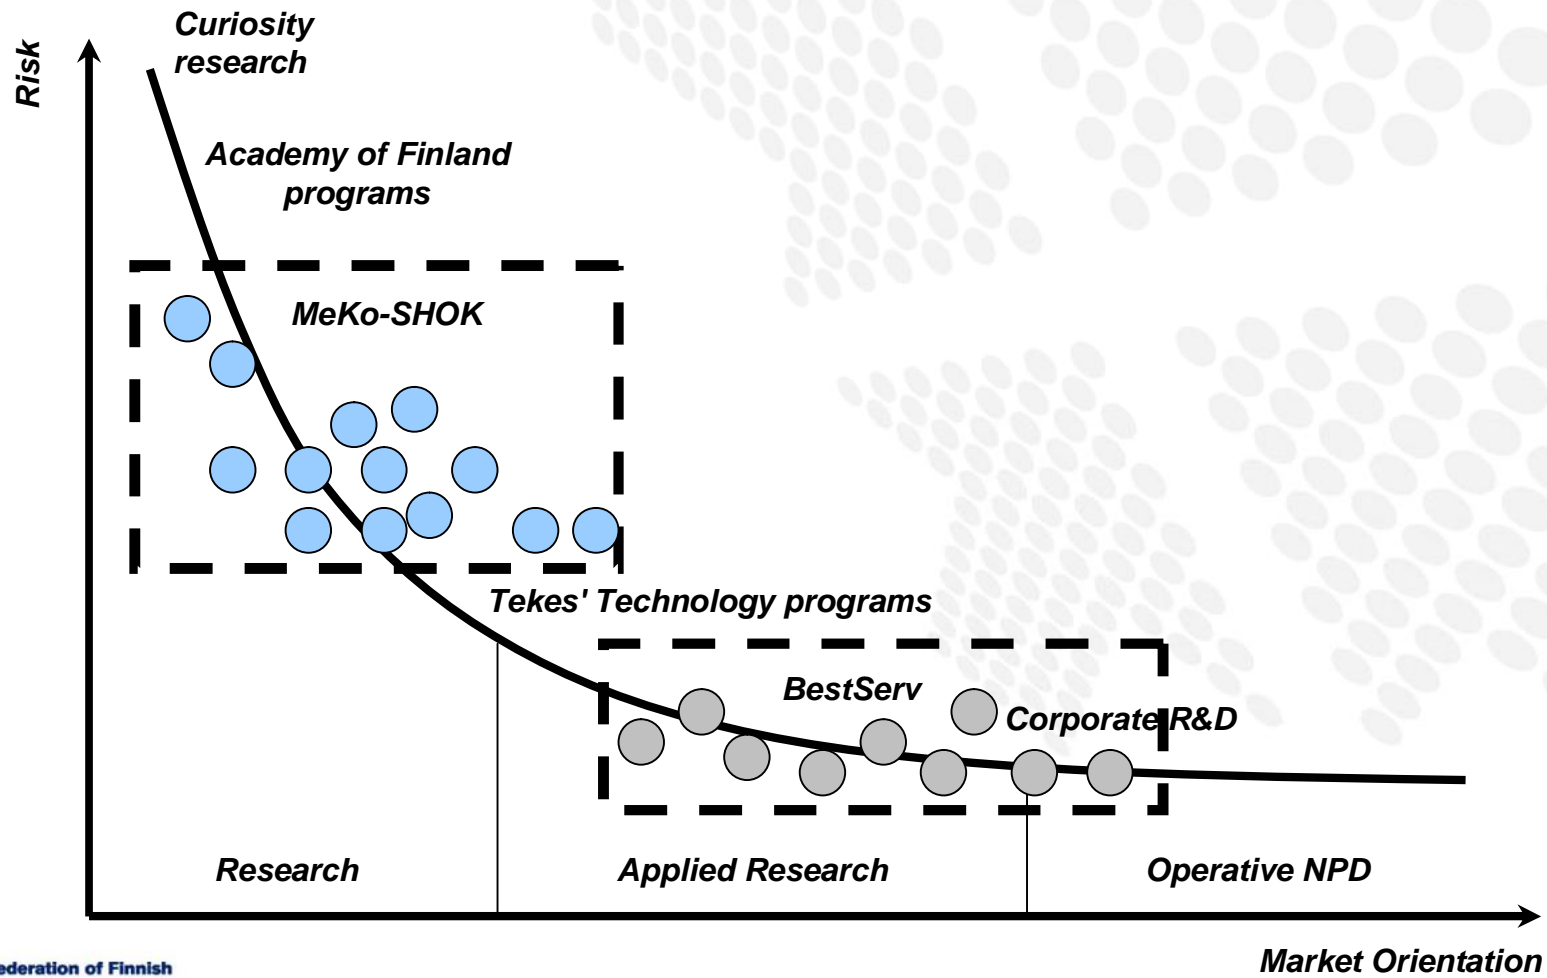 Curiosity
research
Risk
Academy of Finland
programs
MeKo-SHOK
Tekes' Technology programs
BestServ
Corporate R&D
Research
Applied Research
Operative NPD
Market Orientation
ederation of Finnish